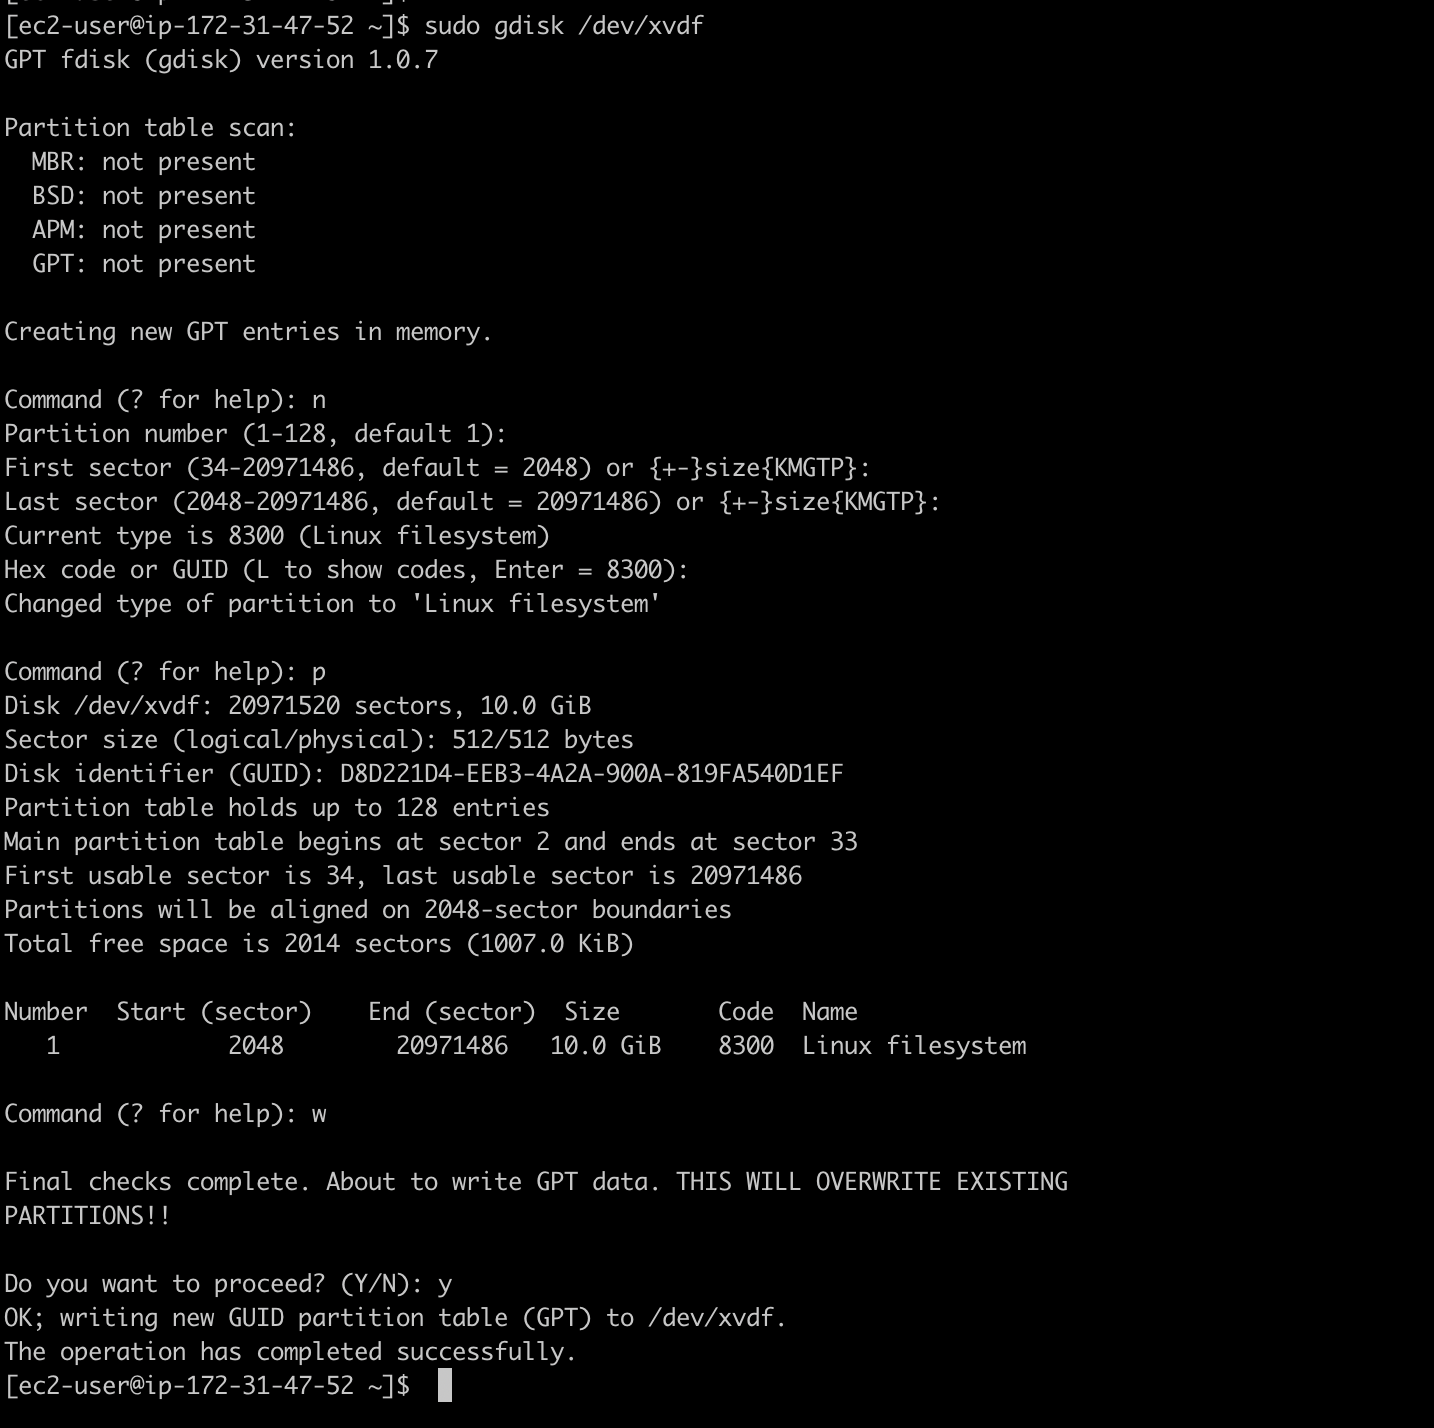 [ec2-user@ip-172-31-47-52 ~]$
[ec2-user@ip-172-31-47-52 ~]$ sudo gdisk /dev/xvdf
GPT fdisk (gdisk) version 1.0.7

Partition table scan:
  MBR: not present
  BSD: not present
  APM: not present
  GPT: not present

Creating new GPT entries in memory.

Command (? for help): n
Partition number (1-128, default 1):
First sector (34-20971486, default = 2048) or {+-}size{KMGTP}:
Last sector (2048-20971486, default = 20971486) or {+-}size{KMGTP}:
Current type is 8300 (Linux filesystem)
Hex code or GUID (L to show codes, Enter = 8300):
Changed type of partition to 'Linux filesystem'

Command (? for help): p
Disk /dev/xvdf: 20971520 sectors, 10.0 GiB
Sector size (logical/physical): 512/512 bytes
Disk identifier (GUID): D8D221D4-EEB3-4A2A-900A-819FA540D1EF
Partition table holds up to 128 entries
Main partition table begins at sector 2 and ends at sector 33
First usable sector is 34, last usable sector is 20971486
Partitions will be aligned on 2048-sector boundaries
Total free space is 2014 sectors (1007.0 KiB)

Number  Start (sector)    End (sector)  Size       Code  Name
   1            2048        20971486   10.0 GiB    8300  Linux filesystem

Command (? for help): w

Final checks complete. About to write GPT data. THIS WILL OVERWRITE EXISTING
PARTITIONS!!

Do you want to proceed? (Y/N): y
OK; writing new GUID partition table (GPT) to /dev/xvdf.
The operation has completed successfully.
[ec2-user@ip-172-31-47-52 ~]$